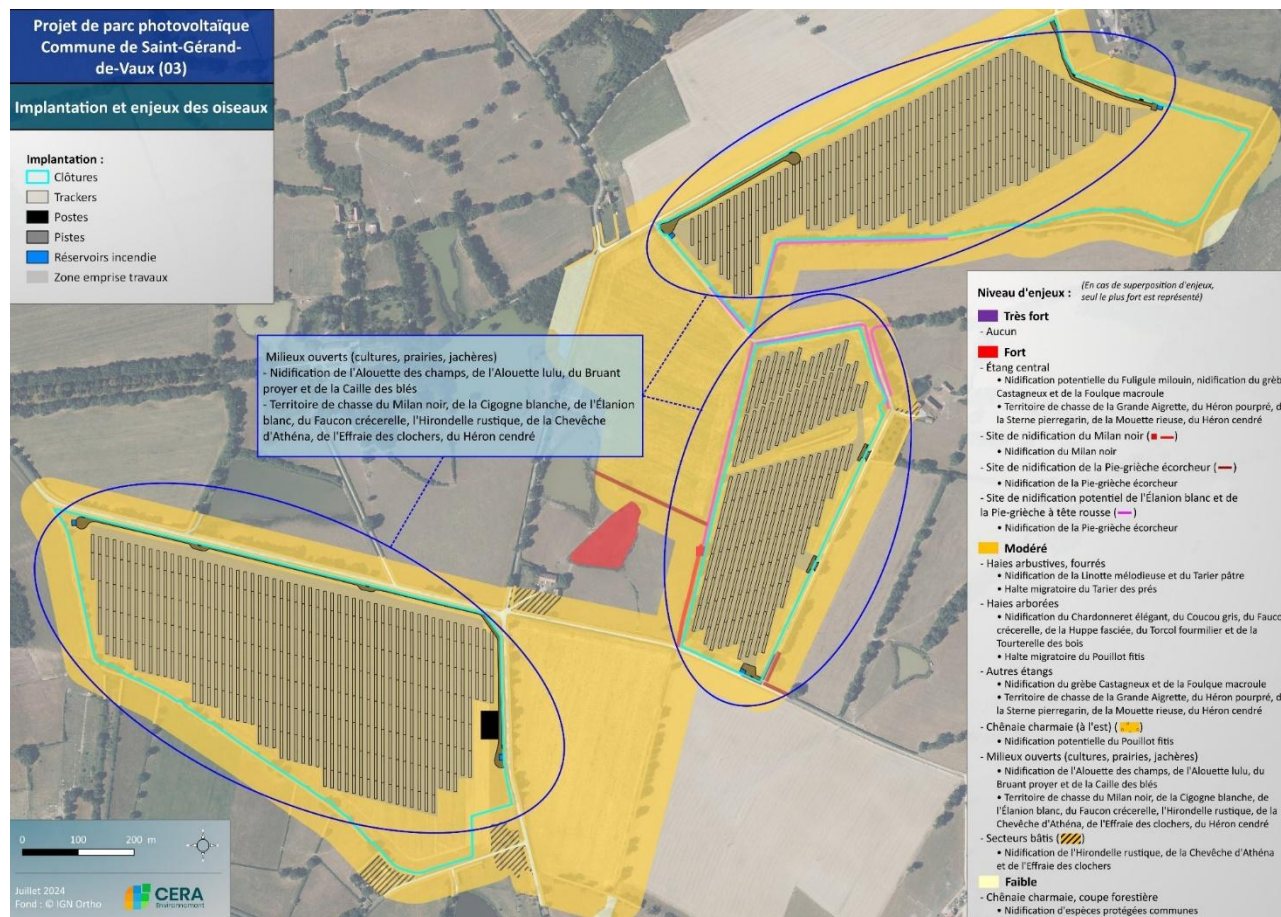 Projet de parc photovoltaïque
Commune de Saint-Gérand-
de-Vaux (03)
Implantation et enjeux des oiseaux
Implantation :
Clôtures
Trackers
Postes
Pistes
Réservoirs incendie
Zone emprise travaux
Milieux ouverts (cultures, prairies, jachères)
- Nidification de l'Alouette des champs, de l'Alouette lulu, du Bruant
proyer et de la Caille des blés
- Territoire de chasse du Milan noir, de la Cigogne blanche, de l'Élanion
blanc, du Faucon crécerelle, l'Hirondelle rustique, de la Chevêche
d'Athéna, de l'Effraie des clochers, du Héron cendré
Niveau d'enjeux : (En cas de superposition d'enjeux,
seul le plus fort est représenté)
Très fort
- Aucun
Fort
- Étang central
• Nidification potentielle du Fuligule milouin, nidification du grèbe
Castagneux et de la Foulque macroule
• Territoire de chasse de la Grande Aigrette, du Héron pourpré, d
la Sterne pierregarin, de la Mouette rieuse, du Héron cendré
- Site de nidification du Milan noir ( )
• Nidification du Milan noir
- Site de nidification de la Pie-grièche écorcheur ( )
• Nidification de la Pie-grièche écorcheur
- Site de nidification potentiel de l'Élanion blanc et de
la Pie-grièche à tête rousse ( )
• Nidification de la Pie-grièche écorcheur
Modéré
- Haies arbustives, fourrés
• Nidification de la Linotte mélodieuse et du Tarier pâtre
• Halte migratoire du Tarier des prés
- Haies arborées
• Nidification du Chardonneret élégant, du Coucou gris, du Fauco
crécerelle, de la Huppe fasciée, du Torcol fourmilier et de la
Tourterelle des bois
• Halte migratoire du Pouillot fitis
- Autres étangs
• Nidification du grèbe Castagneux et de la Foulque macroule
• Territoire de chasse de la Grande Aigrette, du Héron pourpré, d
la Sterne pierregarin, de la Mouette rieuse, du Héron cendré
- Chênaie charmaie (à l'est) ( )
• Nidification potentielle du Pouillot fitis
- Milieux ouverts (cultures, prairies, jachères)
• Nidification de l'Alouette des champs, de l'Alouette lulu, du
Bruant proyer et de la Caille des blés
• Territoire de chasse du Milan noir, de la Cigogne blanche, de
l'Élanion blanc, du Faucon crécerelle, l'Hirondelle rustique, de la
Chevêche d'Athéna, de l'Effraie des clochers, du Héron cendré
- Secteurs bâtis ( )
• Nidification de l'Hirondelle rustique, de la Chevêche d'Athéna
et de l'Effraie des clochers
Faible
- Chênaie charmaie, coupe forestière
• Nidification d'espèces protégées communes
0 100 200 m
Juillet 2024
Fond : © IGN Ortho
CERA
Environnement